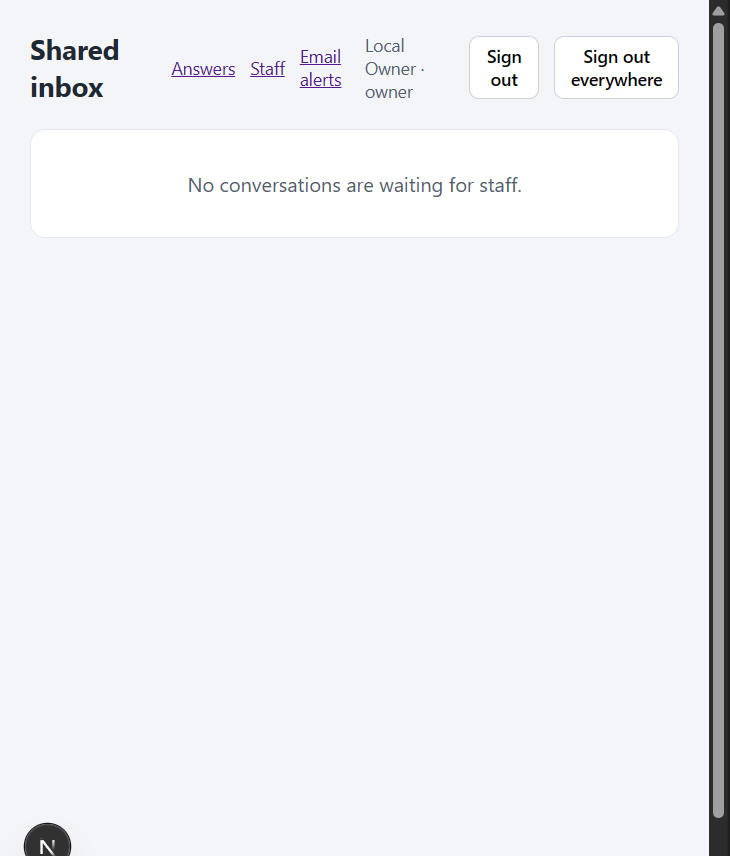 Shared
inbox
Answers
Staff
Email
alerts
Local
Owner ·
owner
Sign
out
Sign out
everywhere
No conversations are waiting for staff.
N